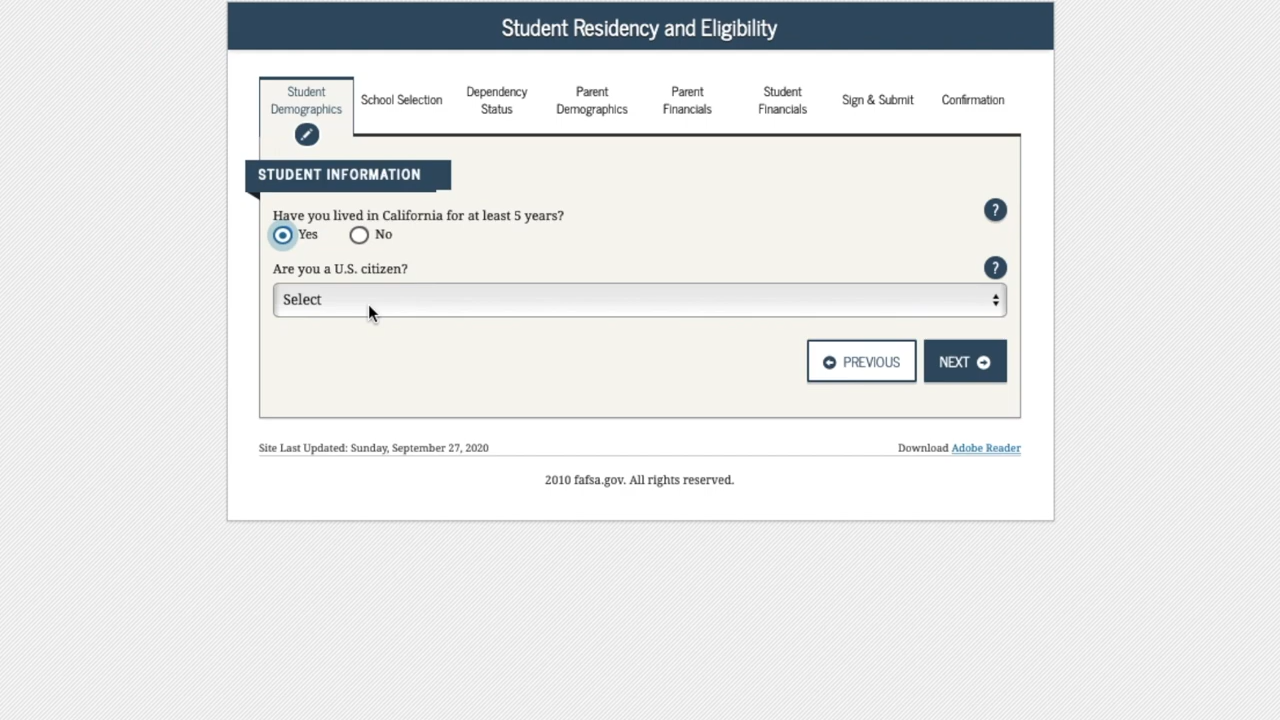 Student Residency and Eligibility
Student
Demographics
School Selection
Dependency
Status
Parent
Demographics
Parent
Financials
Student
Financials
Sign & Submit
Confirmation
STUDENT INFORMATION
Have you lived in California for at least 5 years?
?
Yes
No
Are you a U.S. citizen?
?
Select
PREVIOUS
NEXT
Site Last Updated: Sunday, September 27, 2020
Download Adobe Reader
2010 fafsa.gov. All rights reserved.